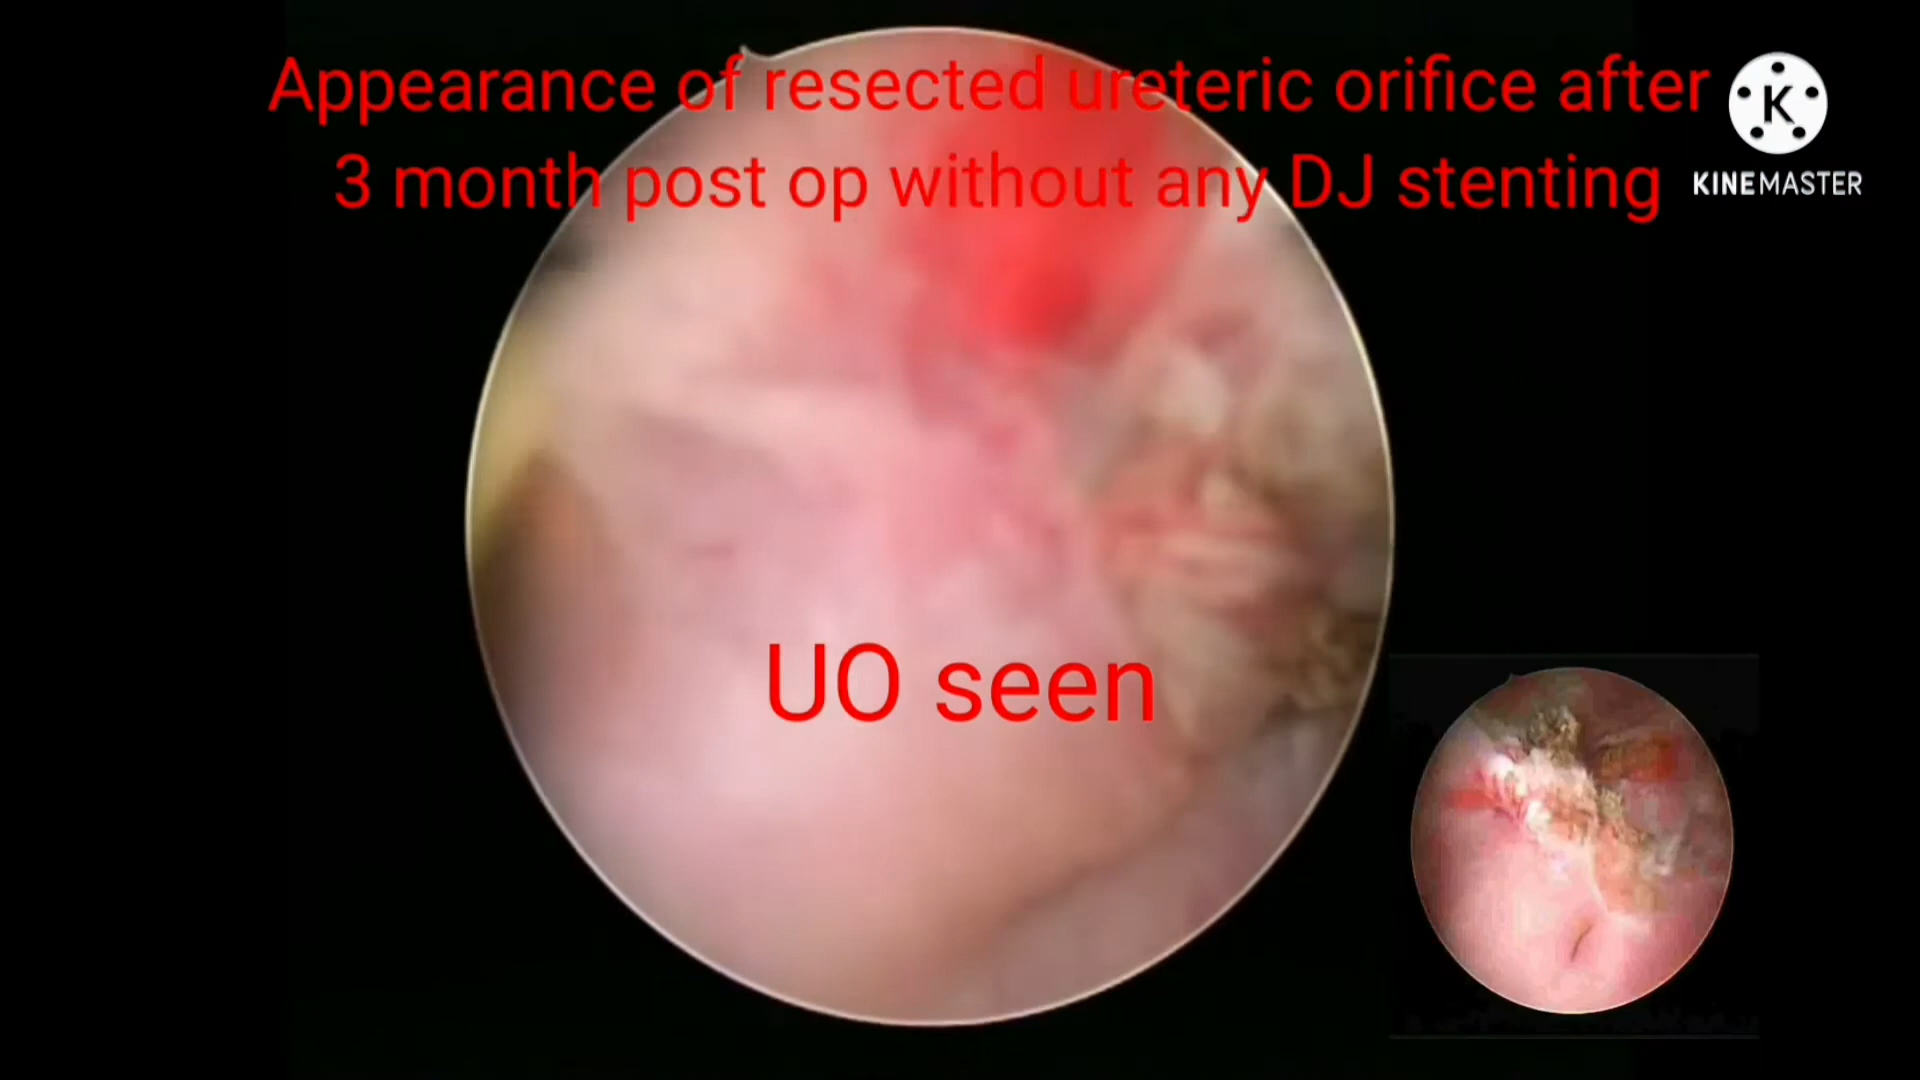 Appearance of resected ureteric orifice after
3 month post op without any DJ stenting
K
KINEMASTER
UO seen